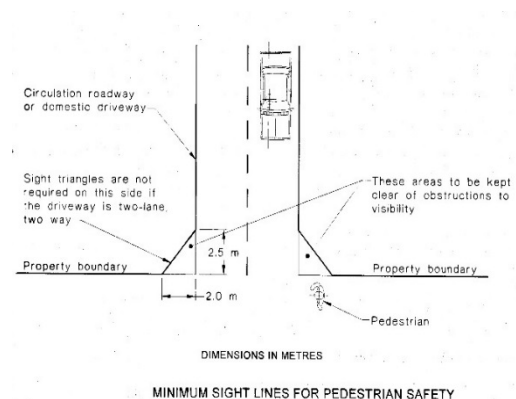 Circulation roadway
or domestic driveway
Sight triangles are not
required on this side if
the driveway is two-lane,
two way
These areas to be kept
clear of obstructions to
visibility
2.5 m
Property boundary
Property boundary
2.0 m
Pedestrian
DIMENSIONS IN METRES
MINIMUM SIGHT LINES FOR PEDESTRIAN SAFETY